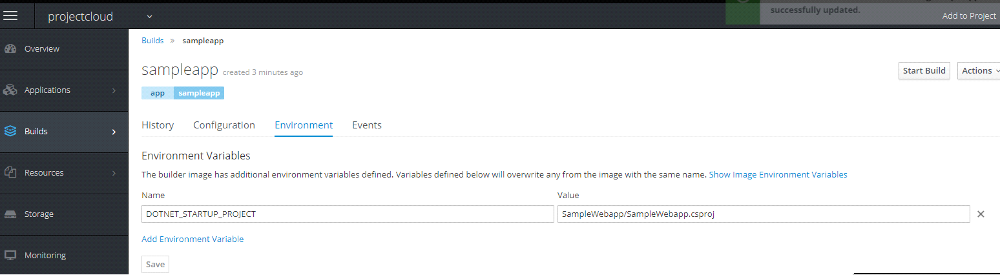 projectcloud
successfully updated.
Add to Project
Overview
Applications
Builds
Resources
Storage
Monitoring
Builds » sampleapp
sampleapp created 3 minutes ago
Start Build
Actions
app sampleapp
History Configuration Environment Events
Environment Variables
The builder image has additional environment variables defined. Variables defined below will overwrite any from the image with the same name. Show Image Environment Variables
Name Value
DOTNET_STARTUP_PROJECT SampleWebapp/SampleWebapp.csproj
Add Environment Variable
Save